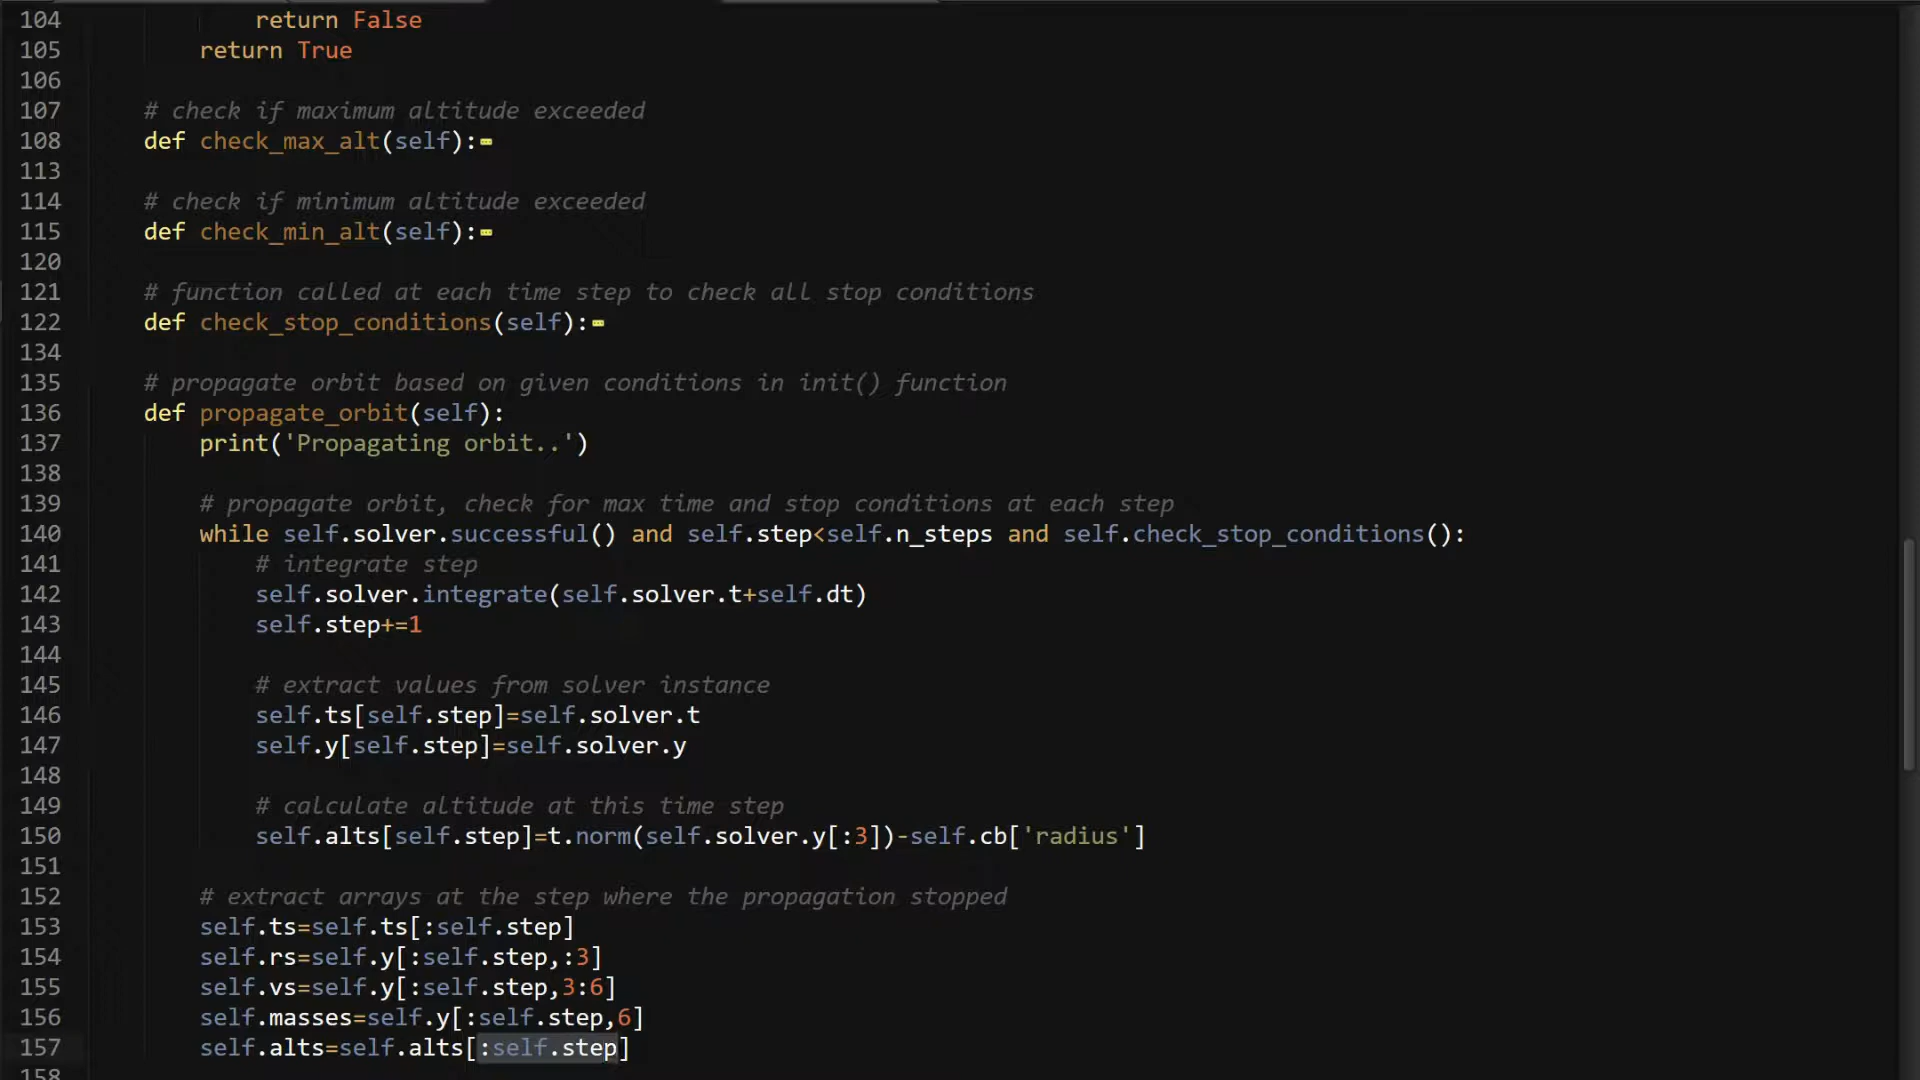 104 return False
105 return True
106
107 # check if maximum altitude exceeded
108 def check_max_alt(self):
113
114 # check if minimum altitude exceeded
115 def check_min_alt(self):
120
121 # function called at each time step to check all stop conditions
122 def check_stop_conditions(self):
134
135 # propagate orbit based on given conditions in init() function
136 def propagate_orbit(self):
137 print('Propagating orbit..')
138
139 # propagate orbit, check for max time and stop conditions at each step
140 while self.solver.successful() and self.step<self.n_steps and self.check_stop_conditions():
141 # integrate step
142 self.solver.integrate(self.solver.t+self.dt)
143 self.step+=1
144
145 # extract values from solver instance
146 self.ts[self.step]=self.solver.t
147 self.y[self.step]=self.solver.y
148
149 # calculate altitude at this time step
150 self.alts[self.step]=t.norm(self.solver.y[:3])-self.cb['radius']
151
152 # extract arrays at the step where the propagation stopped
153 self.ts=self.ts[:self.step]
154 self.rs=self.y[:self.step,:3]
155 self.vs=self.y[:self.step,3:6]
156 self.masses=self.y[:self.step,6]
157 self.alts=self.alts[:self.step]
158